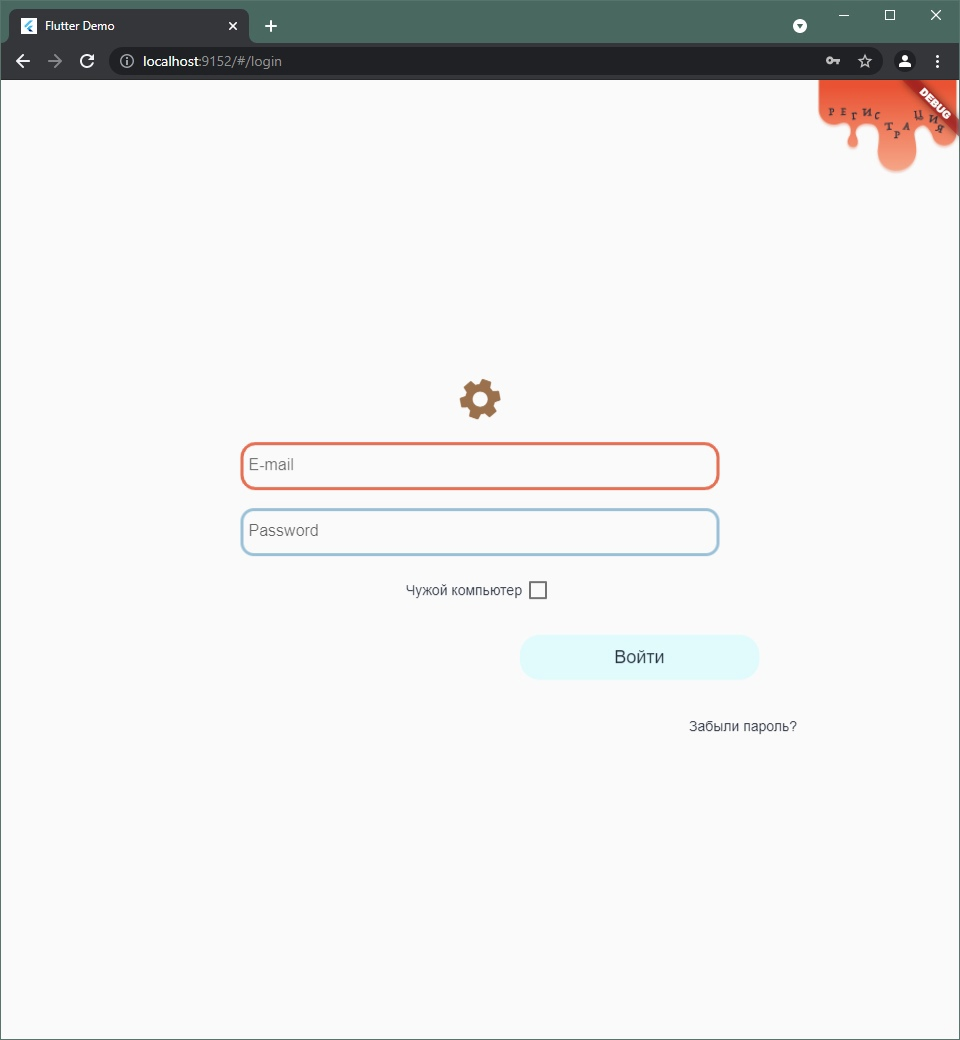 Flutter Demo
localhost:9152/#/login
DEBUG
РЕГИСТРАЦИЯ
E-mail
Password
Чужой компьютер
Войти
Забыли пароль?